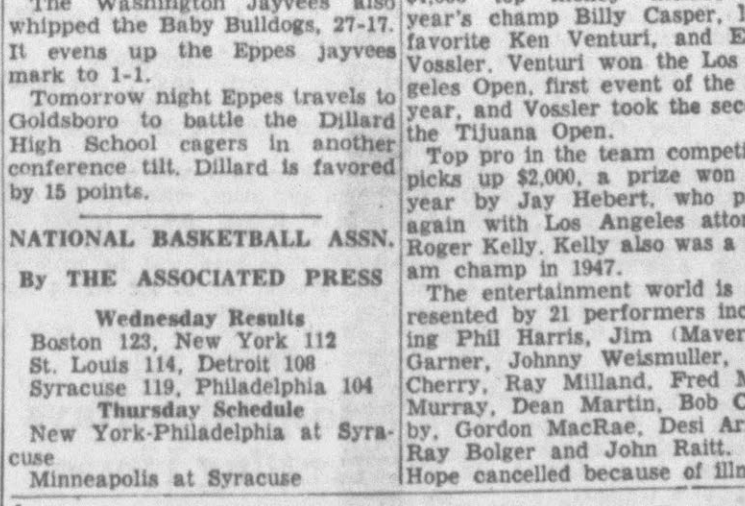 The Washington Jayvees also
whipped the Baby Bulldogs, 27-17.
It evens up the Eppes jayvees
mark to 1-1.
Tomorrow night Eppes travels to
Goldsboro to battle the Dillard
High School cagers in another
conference tilt. Dillard is favored
by 15 points.
NATIONAL BASKETBALL ASSN.
By THE ASSOCIATED PRESS
Wednesday Results
Boston 123, New York 112
St. Louis 114, Detroit 108
Syracuse 119, Philadelphia 104
Thursday Schedule
New York-Philadelphia at Syra-
cuse
Minneapolis at Syracuse
year's champ Billy Casper,
favorite Ken Venturi, and
Vossler. Venturi won the Los
geles Open, first event of the
year, and Vossler took the sec
the Tijuana Open.
Top pro in the team competi
picks up $2,000, a prize won
year by Jay Hebert, who p
again with Los Angeles attor
Roger Kelly. Kelly also was a
am champ in 1947.
The entertainment world is
resented by 21 performers inc
ing Phil Harris, Jim (Maver
Garner, Johnny Weismuller,
Cherry, Ray Milland, Fred M
Murray, Dean Martin, Bob C
by, Gordon MacRae, Desi Ar
Ray Bolger and John Raitt.
Hope cancelled because of illn